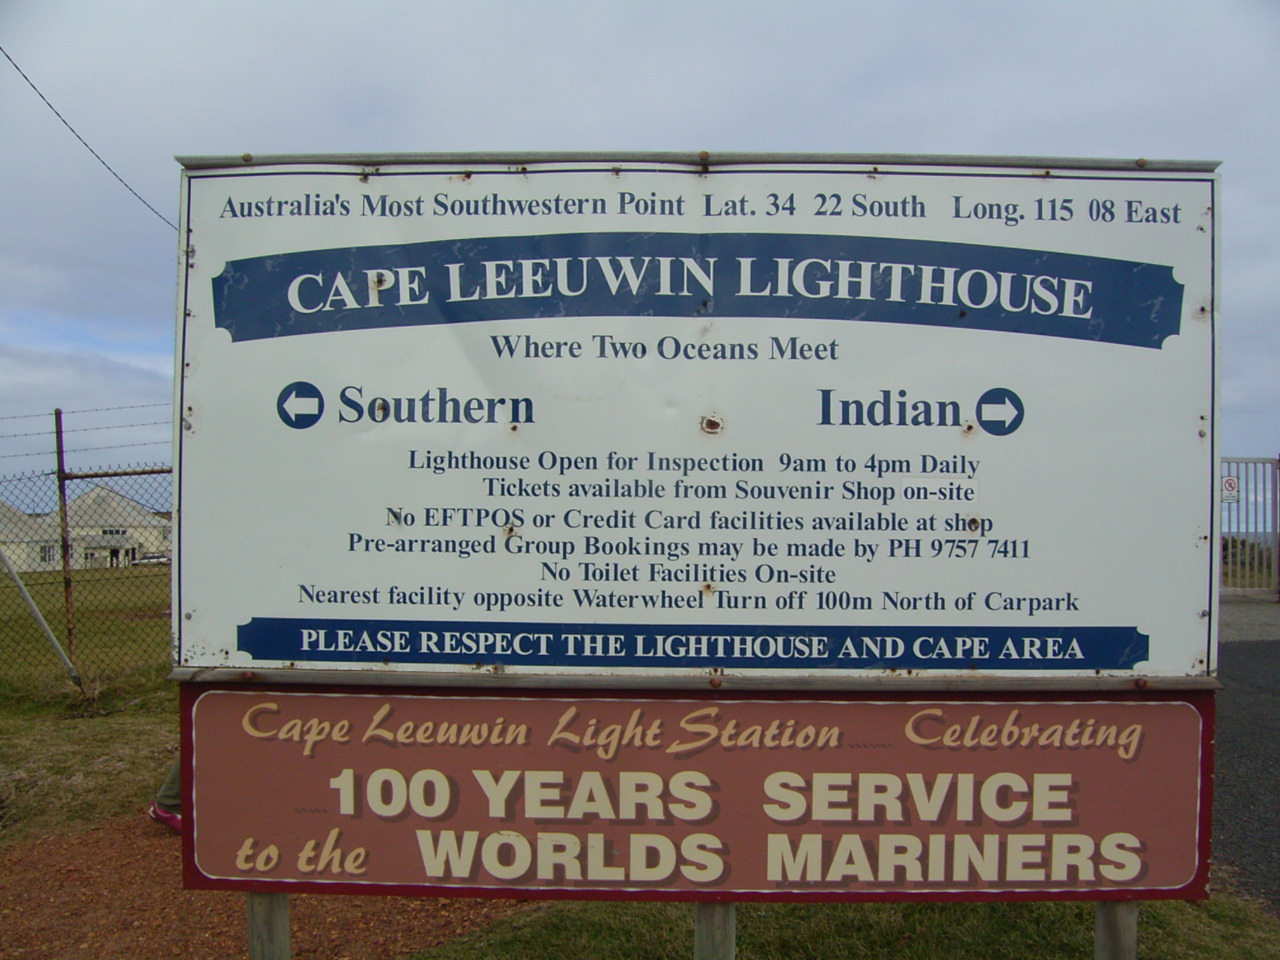 Australia's Most Southwestern Point Lat. 34 22 South Long. 115 08 East
CAPE LEEUWIN LIGHTHOUSE
Where Two Oceans Meet
Southern Indian
Lighthouse Open for Inspection 9am to 4pm Daily
Tickets available from Souvenir Shop on-site
No EFTPOS or Credit Card facilities available at shop
Pre-arranged Group Bookings may be made by PH 9757 7411
No Toilet Facilities On-site
Nearest facility opposite Waterwheel Turn off 100m North of Carpark
PLEASE RESPECT THE LIGHTHOUSE AND CAPE AREA
Cape Leeuwin Light Station ...... Celebrating
..... 100 YEARS SERVICE
to the WORLDS MARINERS